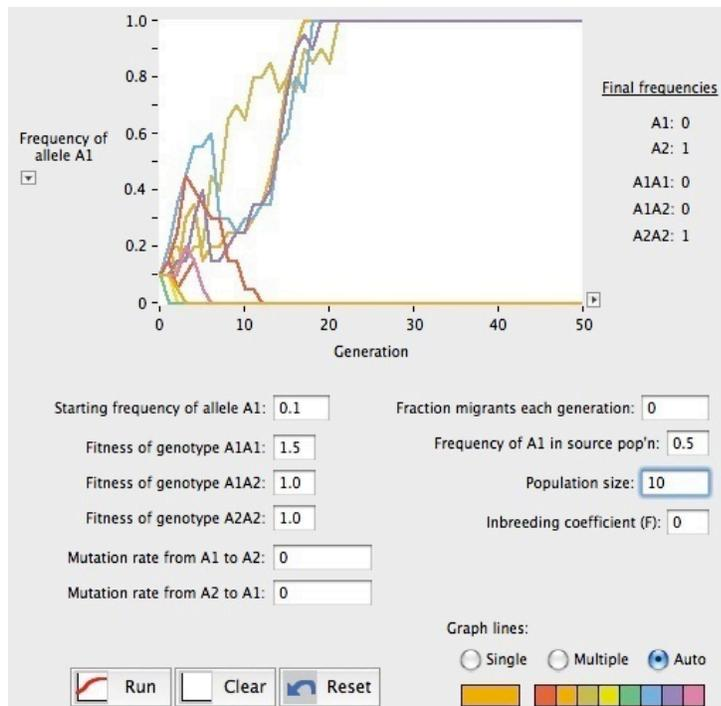 1.0
0.8
0.6
0.4
0.2
0
Frequency of
allele A1
0 10 20 30 40 50
Generation
Final frequencies
A1: 0
A2: 1
A1A1: 0
A1A2: 0
A2A2: 1
Starting frequency of allele A1: 0.1
Fitness of genotype A1A1: 1.5
Fitness of genotype A1A2: 1.0
Fitness of genotype A2A2: 1.0
Mutation rate from A1 to A2: 0
Mutation rate from A2 to A1: 0
Fraction migrants each generation: 0
Frequency of A1 in source pop'n: 0.5
Population size: 10
Inbreeding coefficient (F): 0
Graph lines:
Single Multiple Auto
Run Clear Reset